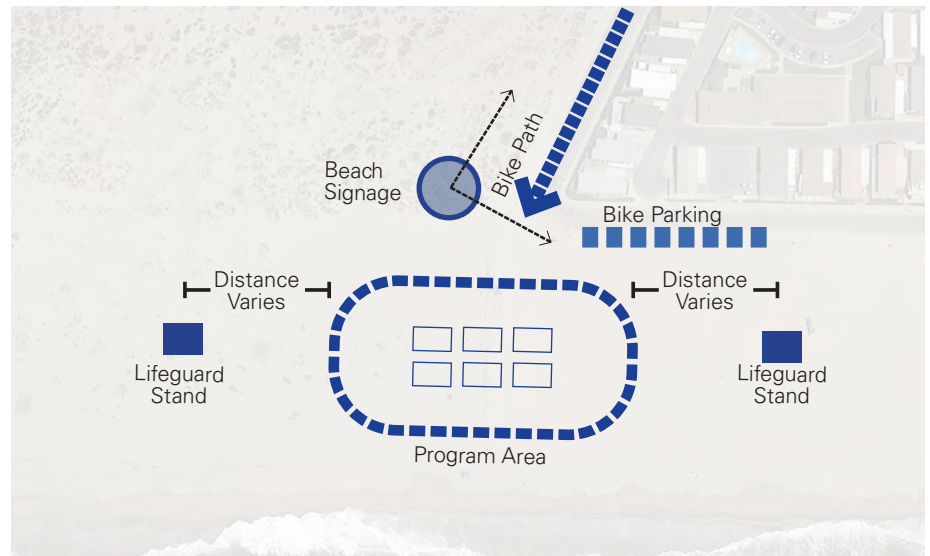 Beach
Signage
Bike Path
Bike Parking
Distance
Varies
Distance
Varies
Lifeguard
Stand
Lifeguard
Stand
Program Area